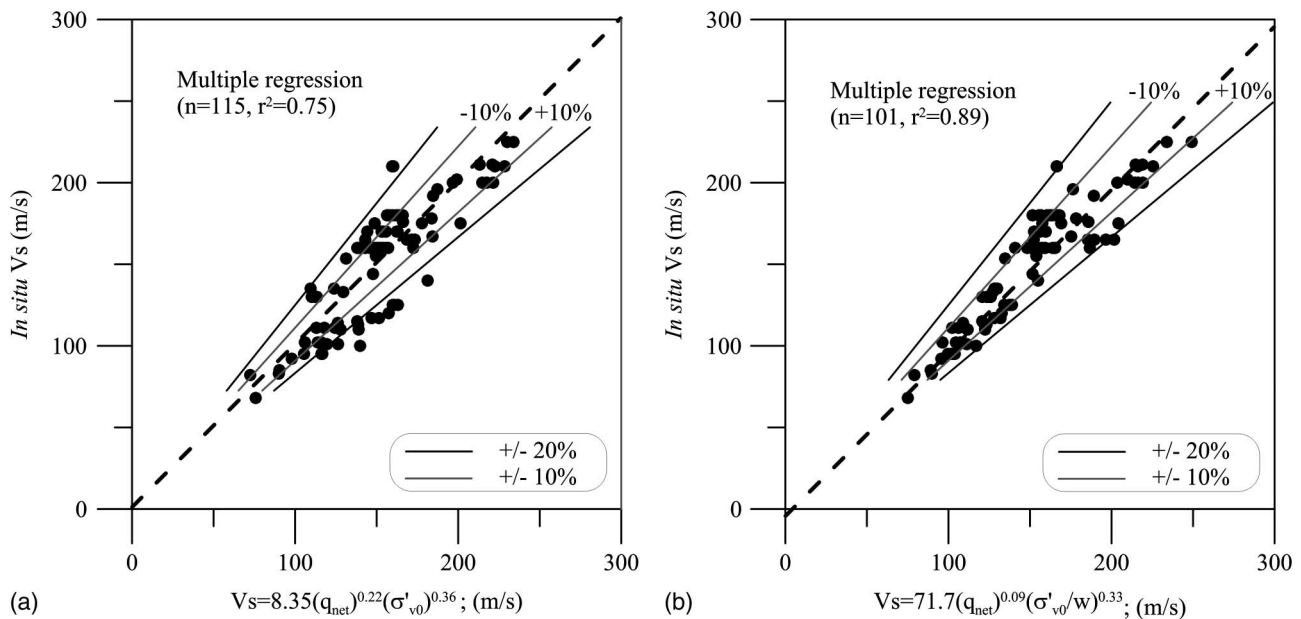 300
200
100
0
In situ Vs (m/s)
Multiple regression
(n=115, r²=0.75)
-10%
+10%
+/- 20%
+/- 10%
0
100
200
300
(a)
Vs=8.35(q_net)^0.22(σ'_v0)^0.36; (m/s)
300
200
100
0
In situ Vs (m/s)
Multiple regression
(n=101, r²=0.89)
-10%
+10%
+/- 20%
+/- 10%
0
100
200
300
(b)
Vs=71.7(q_net)^0.09(σ'_v0/w)^0.33; (m/s)